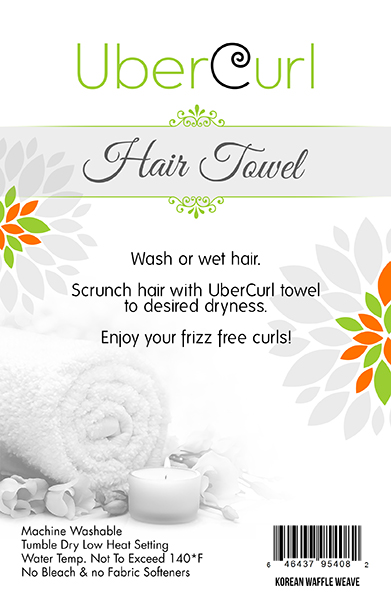 UberCurl
Hair Towel
Wash or wet hair.
Scrunch hair with UberCurl towel
to desired dryness.
Enjoy your frizz free curls!
Machine Washable
Tumble Dry Low Heat Setting
Water Temp. Not To Exceed 140*F
No Bleach & no Fabric Softeners
6 46437 95408 2
KOREAN WAFFLE WEAVE